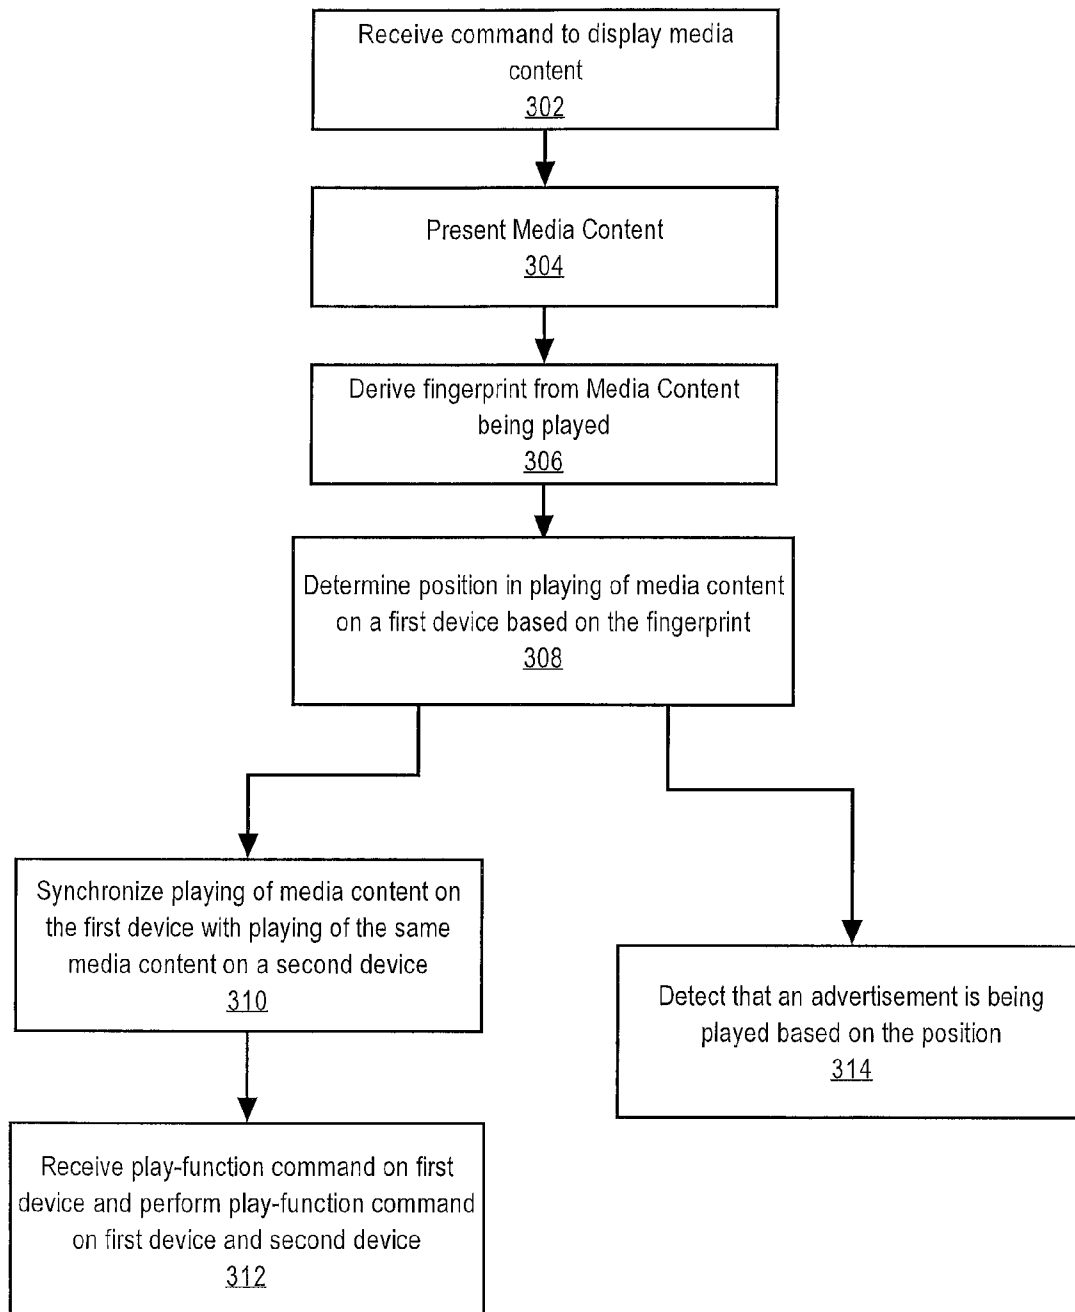 Receive command to display media
content
302
Present Media Content
304
Derive fingerprint from Media Content
being played
306
Determine position in playing of media content
on a first device based on the fingerprint
308
Synchronize playing of media content on
the first device with playing of the same
media content on a second device
310
Detect that an advertisement is being
played based on the position
314
Receive play-function command on first
device and perform play-function command
on first device and second device
312